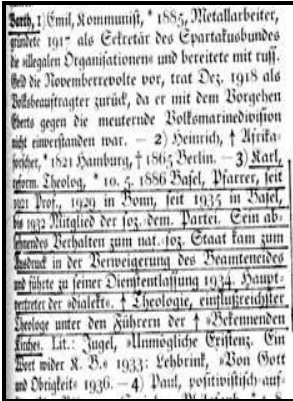 Barth, 1) Emil, Kommunist, * 1885, Metallarbeiter,
gründete 1917 als Sekretär des Spartakusbundes
die »illegalen Organisationen« und bereitete mit russ.
Geld die Novemberrevolte vor, trat Dez. 1918 als
Volksbeauftragter zurück, da er mit dem Vorgehen
Eberts gegen die meuternde Volksmarinedivision
nicht einverstanden war. — 2) Heinrich, † Afrika-
forscher, * 1821 Hamburg, † 1865 Berlin. — 3) Karl,
reform. Theolog, * 10. 5. 1886 Basel, Pfarrer, seit
1921 Prof., 1929 in Bonn, seit 1935 in Basel,
bis 1932 Mitglied der soz.-dem. Partei. Sein ab-
lehnendes Verhalten zum nat.-soz. Staat kam zum
Ausdruck in der Verweigerung des Beamteneides
und führte zu seiner Dienstentlassung 1934. Haupt-
vertreter der »dialekt«. † Theologie, einflußreichster
Theologe unter den Führern der † »Bekennenden
Kirche«. Lit.: Zugel, »Unmögliche Existenz. Ein
Wort wider K. B.« 1933; Lehbrink, »Von Gott
und Obrigkeit« 1936. — 4) Paul, positivistisch auf-